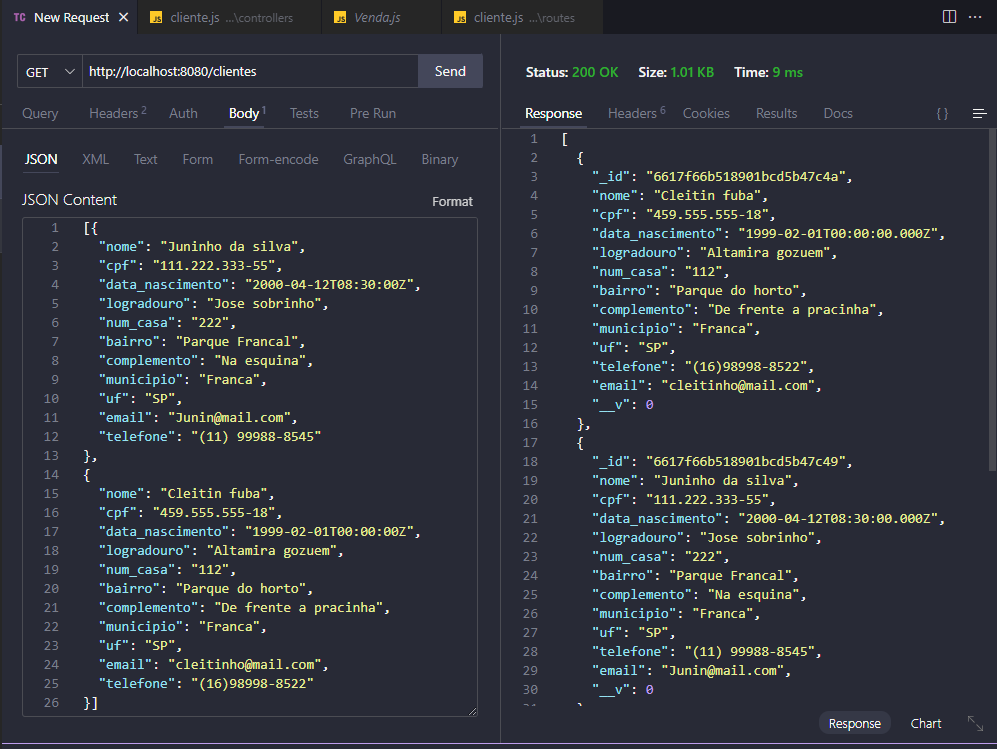 TC New Request ✕ JS cliente.js ...\controllers JS Venda.js JS cliente.js ...\routes
GET http://localhost:8080/clientes Send
Query Headers 2 Auth Body 1 Tests Pre Run
JSON XML Text Form Form-encode GraphQL Binary
JSON Content Format
1 [{
2 "nome": "Juninho da silva",
3 "cpf": "111.222.333-55",
4 "data_nascimento": "2000-04-12T08:30:00Z",
5 "logradouro": "Jose sobrinho",
6 "num_casa": "222",
7 "bairro": "Parque Francal",
8 "complemento": "Na esquina",
9 "municipio": "Franca",
10 "uf": "SP",
11 "email": "Junin@mail.com",
12 "telefone": "(11) 99988-8545"
13 },
14 {
15 "nome": "Cleitin fuba",
16 "cpf": "459.555.555-18",
17 "data_nascimento": "1999-02-01T00:00:00Z",
18 "logradouro": "Altamira gozuem",
19 "num_casa": "112",
20 "bairro": "Parque do horto",
21 "complemento": "De frente a pracinha",
22 "municipio": "Franca",
23 "uf": "SP",
24 "email": "cleitinho@mail.com",
25 "telefone": "(16)98998-8522"
26 }]
Status: 200 OK Size: 1.01 KB Time: 9 ms
Response Headers 6 Cookies Results Docs { }
1 [
2 {
3 "_id": "6617f66b518901bcd5b47c4a",
4 "nome": "Cleitin fuba",
5 "cpf": "459.555.555-18",
6 "data_nascimento": "1999-02-01T00:00:00.000Z",
7 "logradouro": "Altamira gozuem",
8 "num_casa": "112",
9 "bairro": "Parque do horto",
10 "complemento": "De frente a pracinha",
11 "municipio": "Franca",
12 "uf": "SP",
13 "telefone": "(16)98998-8522",
14 "email": "cleitinho@mail.com",
15 "__v": 0
16 },
17 {
18 "_id": "6617f66b518901bcd5b47c49",
19 "nome": "Juninho da silva",
20 "cpf": "111.222.333-55",
21 "data_nascimento": "2000-04-12T08:30:00.000Z",
22 "logradouro": "Jose sobrinho",
23 "num_casa": "222",
24 "bairro": "Parque Francal",
25 "complemento": "Na esquina",
26 "municipio": "Franca",
27 "uf": "SP",
28 "telefone": "(11) 99988-8545",
29 "email": "Junin@mail.com",
30 "__v": 0
Response Chart